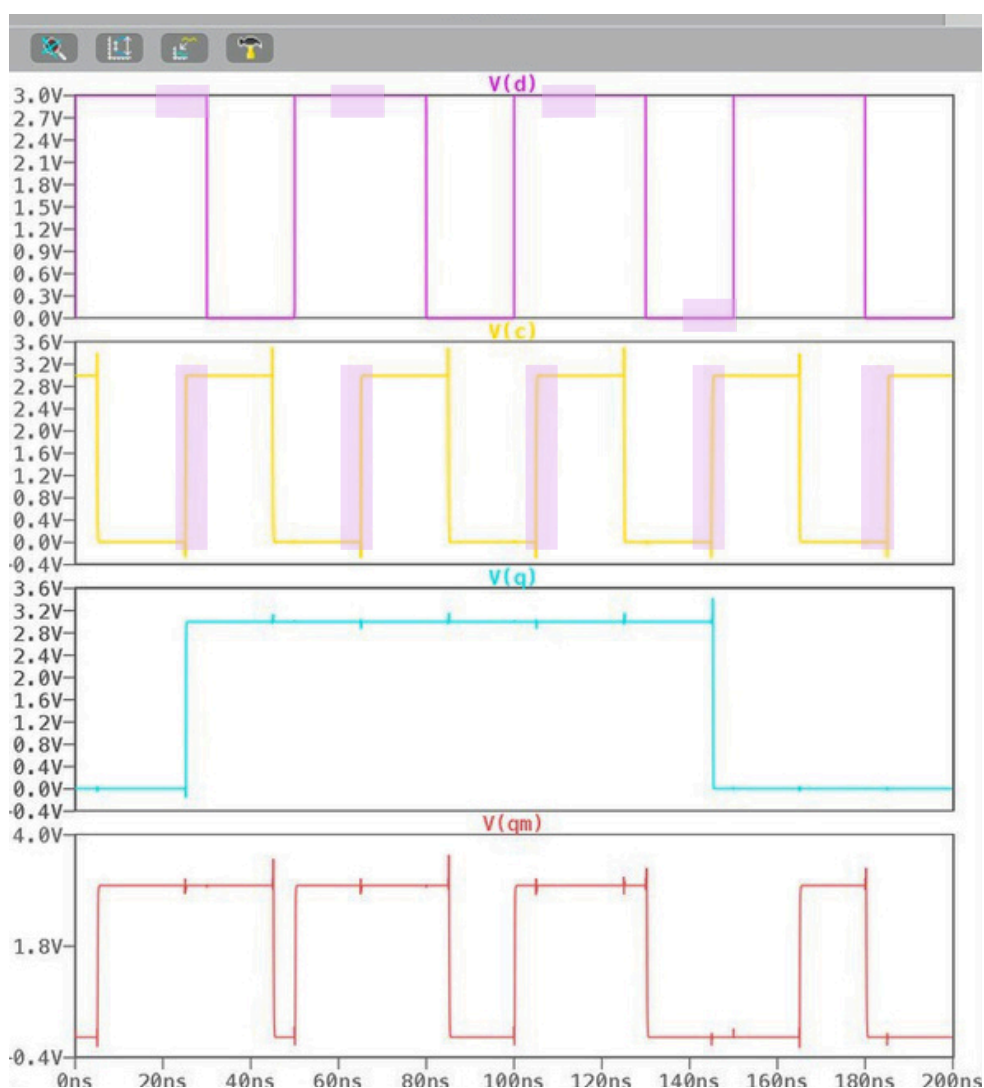 V(d)
3.0V
2.7V
2.4V
2.1V
1.8V
1.5V
1.2V
0.9V
0.6V
0.3V
0.0V
V(c)
3.6V
3.2V
2.8V
2.4V
2.0V
1.6V
1.2V
0.8V
0.4V
0.0V
-0.4V
V(q)
3.6V
3.2V
2.8V
2.4V
2.0V
1.6V
1.2V
0.8V
0.4V
0.0V
-0.4V
V(qm)
4.0V
1.8V
-0.4V
0ns 20ns 40ns 60ns 80ns 100ns 120ns 140ns 160ns 180ns 200ns